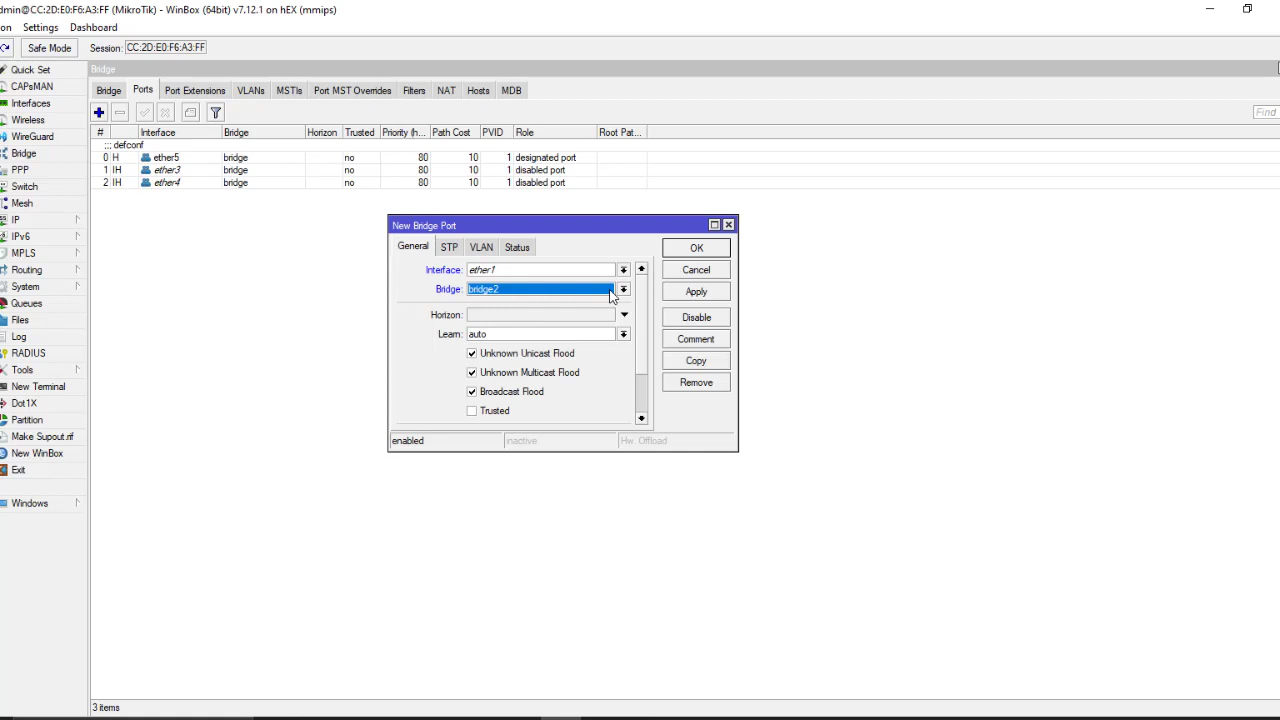 dmin@CC:2D:E0:F6:A3:FF (MikroTik) - WinBox (64bit) v7.12.1 on hEX (mmips)
on Settings Dashboard
Safe Mode Session: CC:2D:E0:F6:A3:FF
Quick Set
CAPsMAN
Interfaces
Wireless
WireGuard
Bridge
PPP
Switch
Mesh
IP
IPv6
MPLS
Routing
System
Queues
Files
Log
RADIUS
Tools
New Terminal
Dot1X
Partition
Make Supout.rif
New WinBox
Exit
Windows
Bridge
Bridge Ports Port Extensions VLANs MSTIs Port MST Overrides Filters NAT Hosts MDB
Find
# Interface Bridge Horizon Trusted Priority (h... Path Cost PVID Role Root Pat...
;;; defconf
0 H ether5 bridge no 80 10 1 designated port
1 IH ether3 bridge no 80 10 1 disabled port
2 IH ether4 bridge no 80 10 1 disabled port
New Bridge Port
General STP VLAN Status
Interface: ether1
Bridge: bridge2
Horizon:
Learn: auto
Unknown Unicast Flood
Unknown Multicast Flood
Broadcast Flood
Trusted
OK
Cancel
Apply
Disable
Comment
Copy
Remove
enabled inactive Hw. Offload
3 items